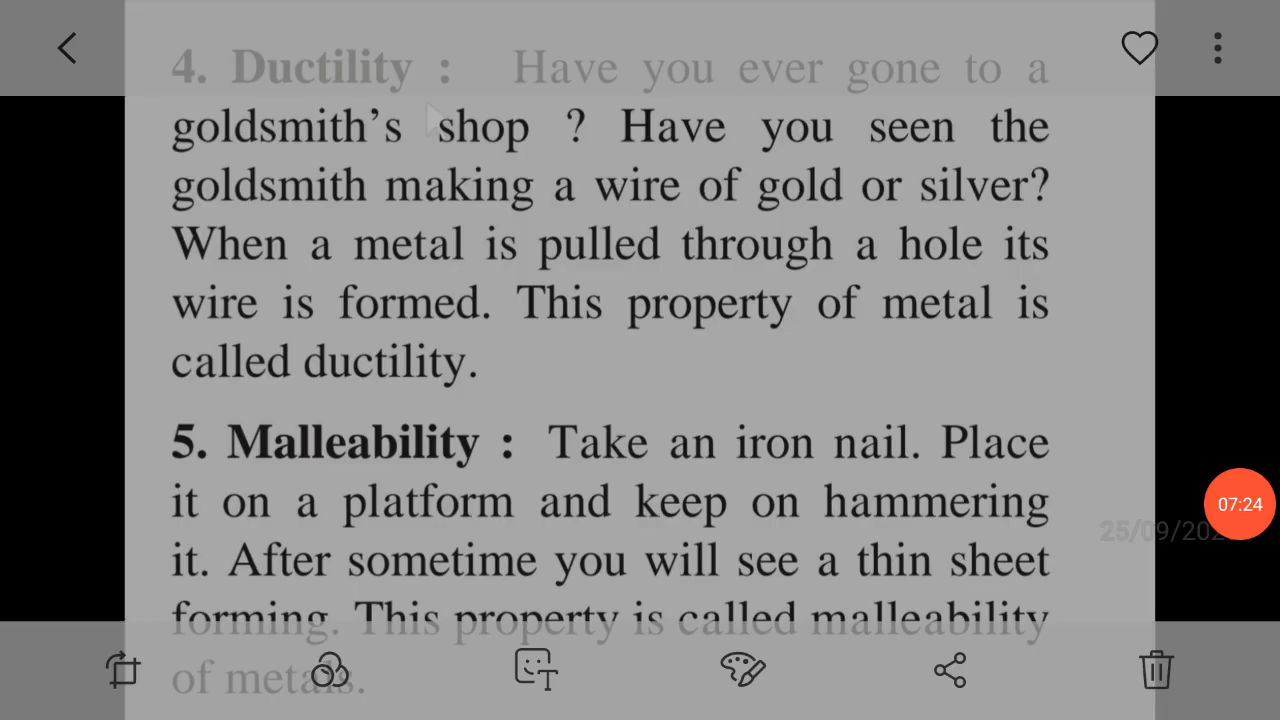 4. Ductility : Have you ever gone to a
goldsmith’s shop ? Have you seen the
goldsmith making a wire of gold or silver?
When a metal is pulled through a hole its
wire is formed. This property of metal is
called ductility.
5. Malleability : Take an iron nail. Place
it on a platform and keep on hammering
07:24
25/09/20
it. After sometime you will see a thin sheet
forming. This property is called malleability
of metals.